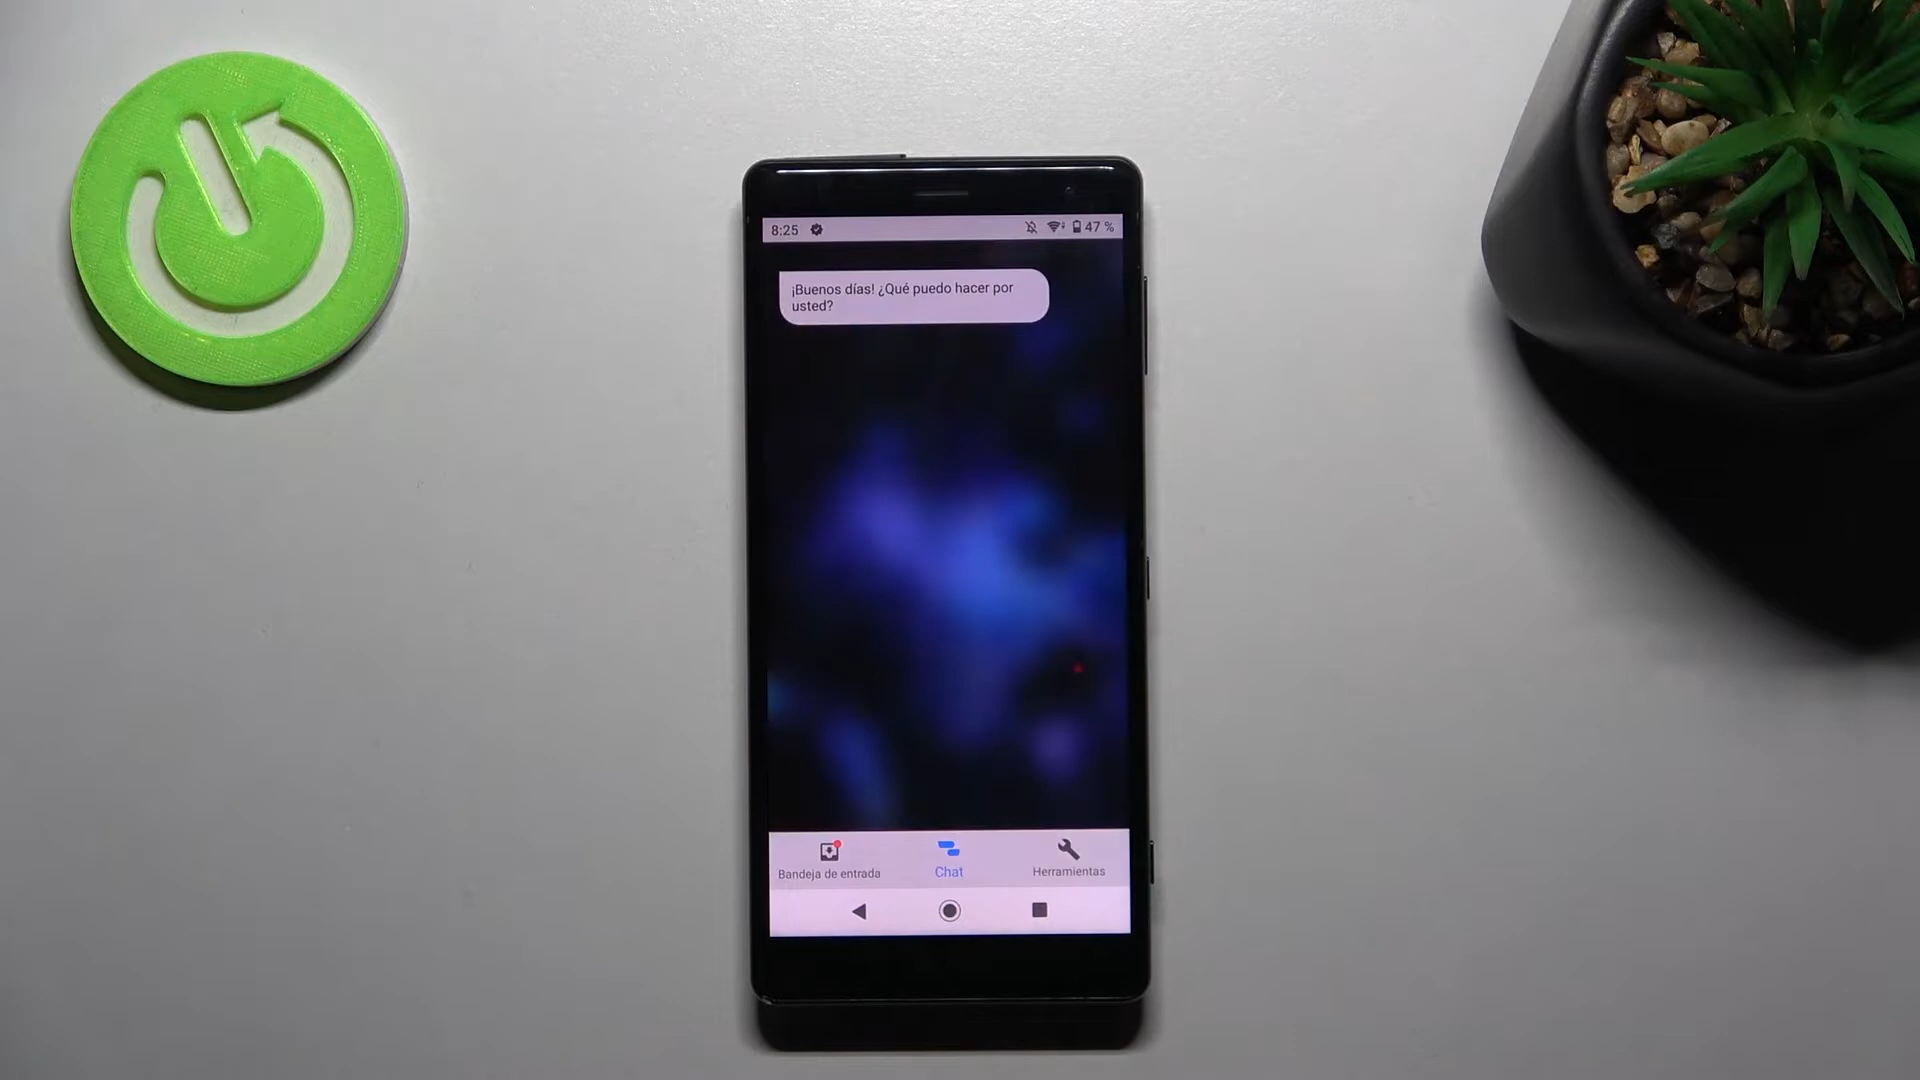 8:25
47 %
¡Buenos días! ¿Qué puedo hacer por
usted?
Bandeja de entrada
Chat
Herramientas